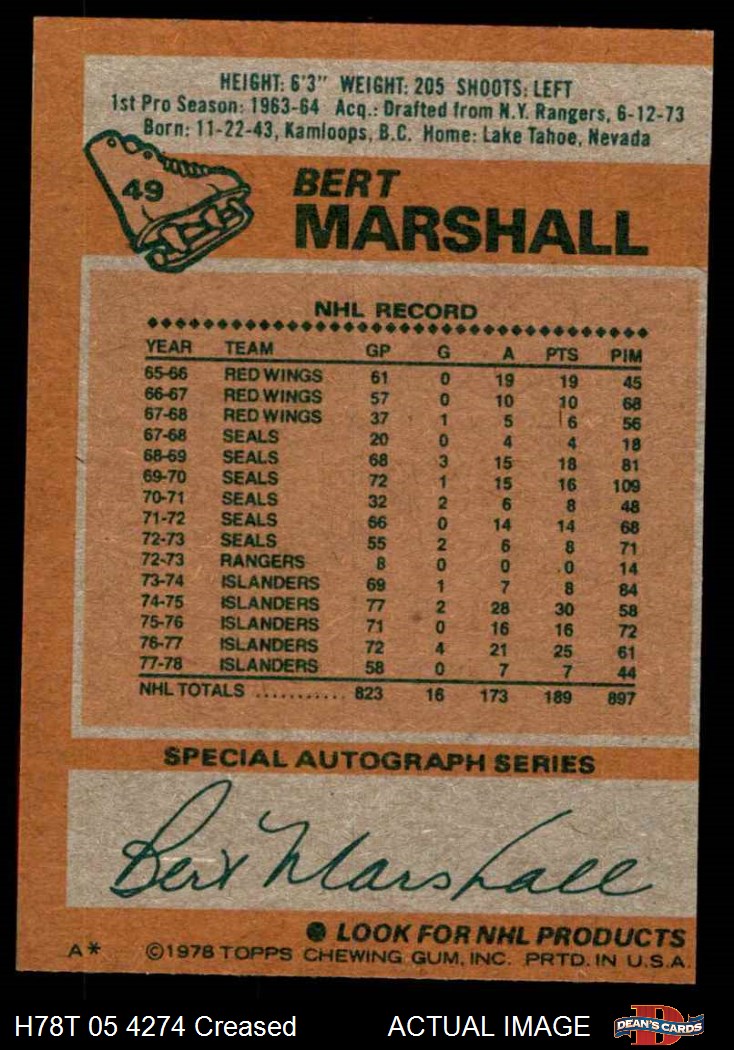 HEIGHT: 6'3" WEIGHT: 205 SHOOTS: LEFT
1st Pro Season: 1963-64 Acq.: Drafted from N.Y. Rangers, 6-12-73
Born: 11-22-43, Kamloops, B.C. Home: Lake Tahoe, Nevada
49
BERT
MARSHALL
NHL RECORD
YEAR TEAM GP G A PTS PIM
65-66 RED WINGS 61 0 19 19 45
66-67 RED WINGS 57 0 10 10 68
67-68 RED WINGS 37 1 5 6 56
67-68 SEALS 20 0 4 4 18
68-69 SEALS 68 3 15 18 81
69-70 SEALS 72 1 15 16 109
70-71 SEALS 32 2 6 8 48
71-72 SEALS 66 0 14 14 68
72-73 SEALS 55 2 6 8 71
72-73 RANGERS 8 0 0 0 14
73-74 ISLANDERS 69 1 7 8 84
74-75 ISLANDERS 77 2 28 30 58
75-76 ISLANDERS 71 0 16 16 72
76-77 ISLANDERS 72 4 21 25 61
77-78 ISLANDERS 58 0 7 7 44
NHL TOTALS ........... 823 16 173 189 897
SPECIAL AUTOGRAPH SERIES
Bert Marshall
● LOOK FOR NHL PRODUCTS
A* ©1978 TOPPS CHEWING GUM, INC. PRTD. IN U.S.A.
H78T 05 4274 Creased ACTUAL IMAGE D DEAN'S CARDS